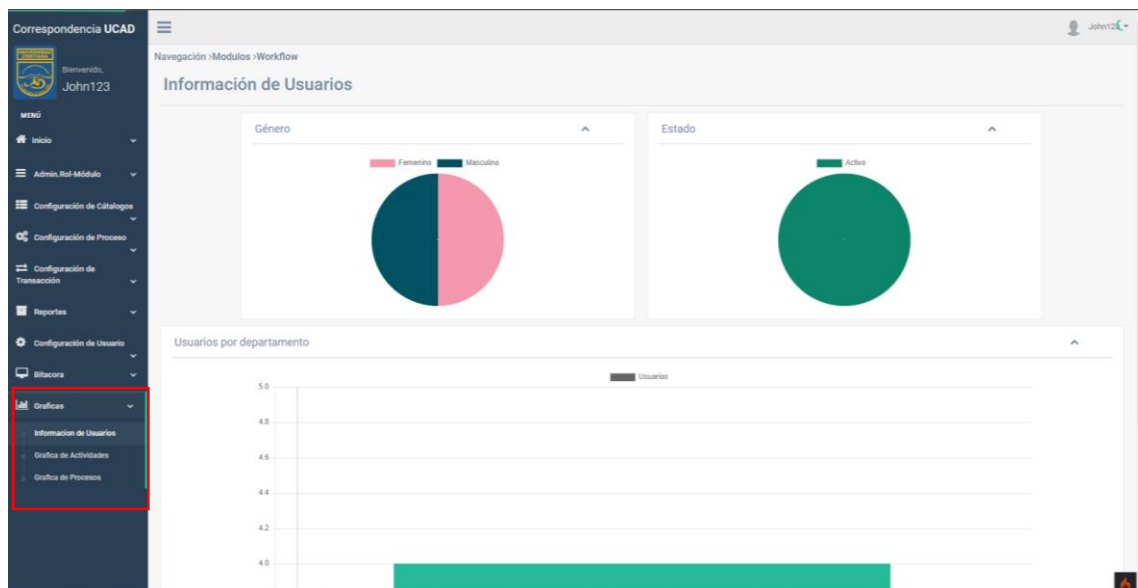 Correspondencia UCAD
Bienvenido,
John123
MENÚ
Inicio
Admin.Rol-Módulo
Configuración de Cátalogos
Configuración de Proceso
Configuración de
Transacción
Reportes
Configuración de Usuario
Bitacora
Graficas
Informacion de Usuarios
Grafica de Actividades
Grafica de Procesos
John123
Navegación >Modulos >Workflow
Información de Usuarios
Género
Femenino Masculino
Estado
Activo
Usuarios por departamento
Usuarios
5.0
4.8
4.6
4.4
4.2
4.0